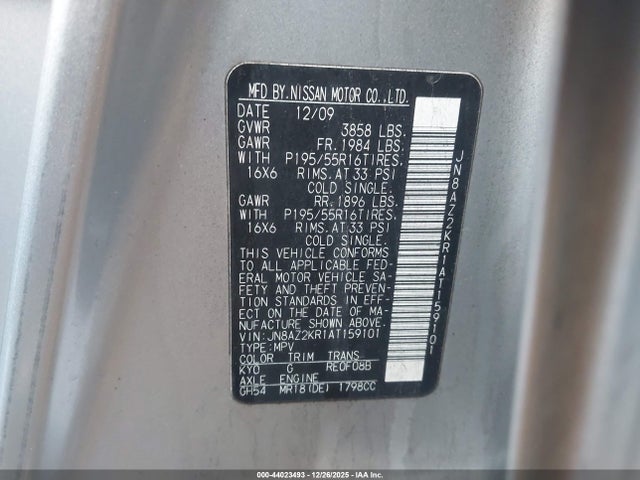 MFD BY.NISSAN MOTOR CO.,LTD.
DATE 12/09
GVWR 3858 LBS.
GAWR FR. 1984 LBS.
WITH P195/55R16TIRES.
16X6 RIMS. AT 33 PSI
COLD SINGLE.
GAWR RR. 1896 LBS.
WITH P195/55R16TIRES.
16X6 RIMS. AT 33 PSI
COLD SINGLE.
THIS VEHICLE CONFORMS
TO ALL APPLICABLE FED-
ERAL MOTOR VEHICLE SA-
FETY AND THEFT PREVEN-
TION STANDARDS IN EFF-
ECT ON THE DATE OF MA-
NUFACTURE SHOWN ABOVE.
VIN:JN8AZ2KR1AT159101
TYPE:MPV
COLOR TRIM TRANS
KYO G RE0F08B
AXLE ENGINE
GH54 MR18(DE) 1798CC
JN8AZ2KR1AT159101
000-44023493 - 12/26/2025 - IAA Inc.